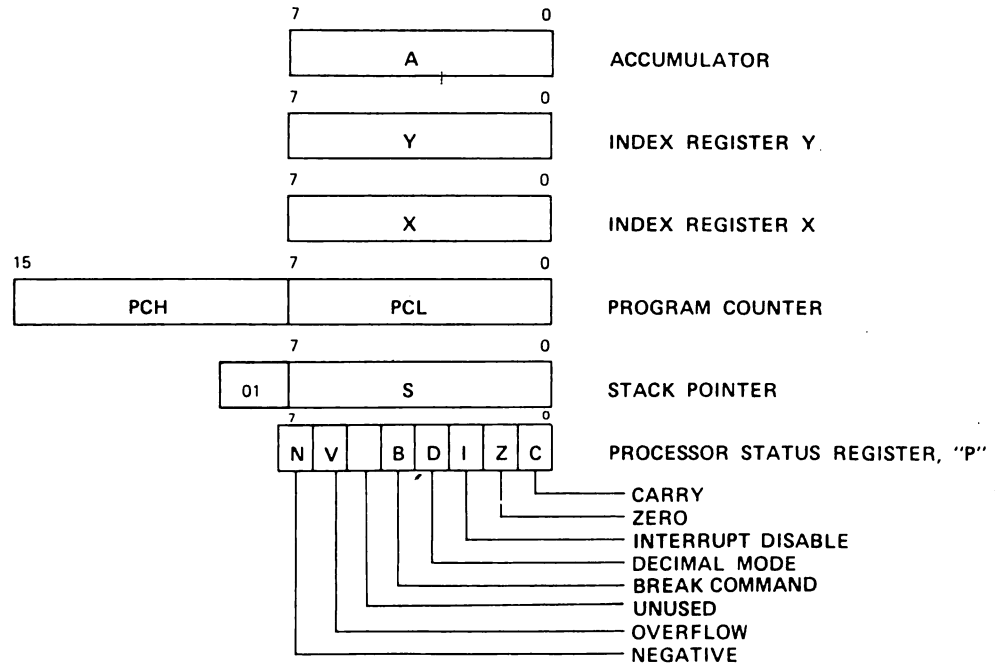 7 0
A ACCUMULATOR
7 0
Y INDEX REGISTER Y
7 0
X INDEX REGISTER X
15 7 0
PCH PCL PROGRAM COUNTER
7 0
01 S STACK POINTER
7 0
N V B D I Z C PROCESSOR STATUS REGISTER, "P"
CARRY
ZERO
INTERRUPT DISABLE
DECIMAL MODE
BREAK COMMAND
UNUSED
OVERFLOW
NEGATIVE